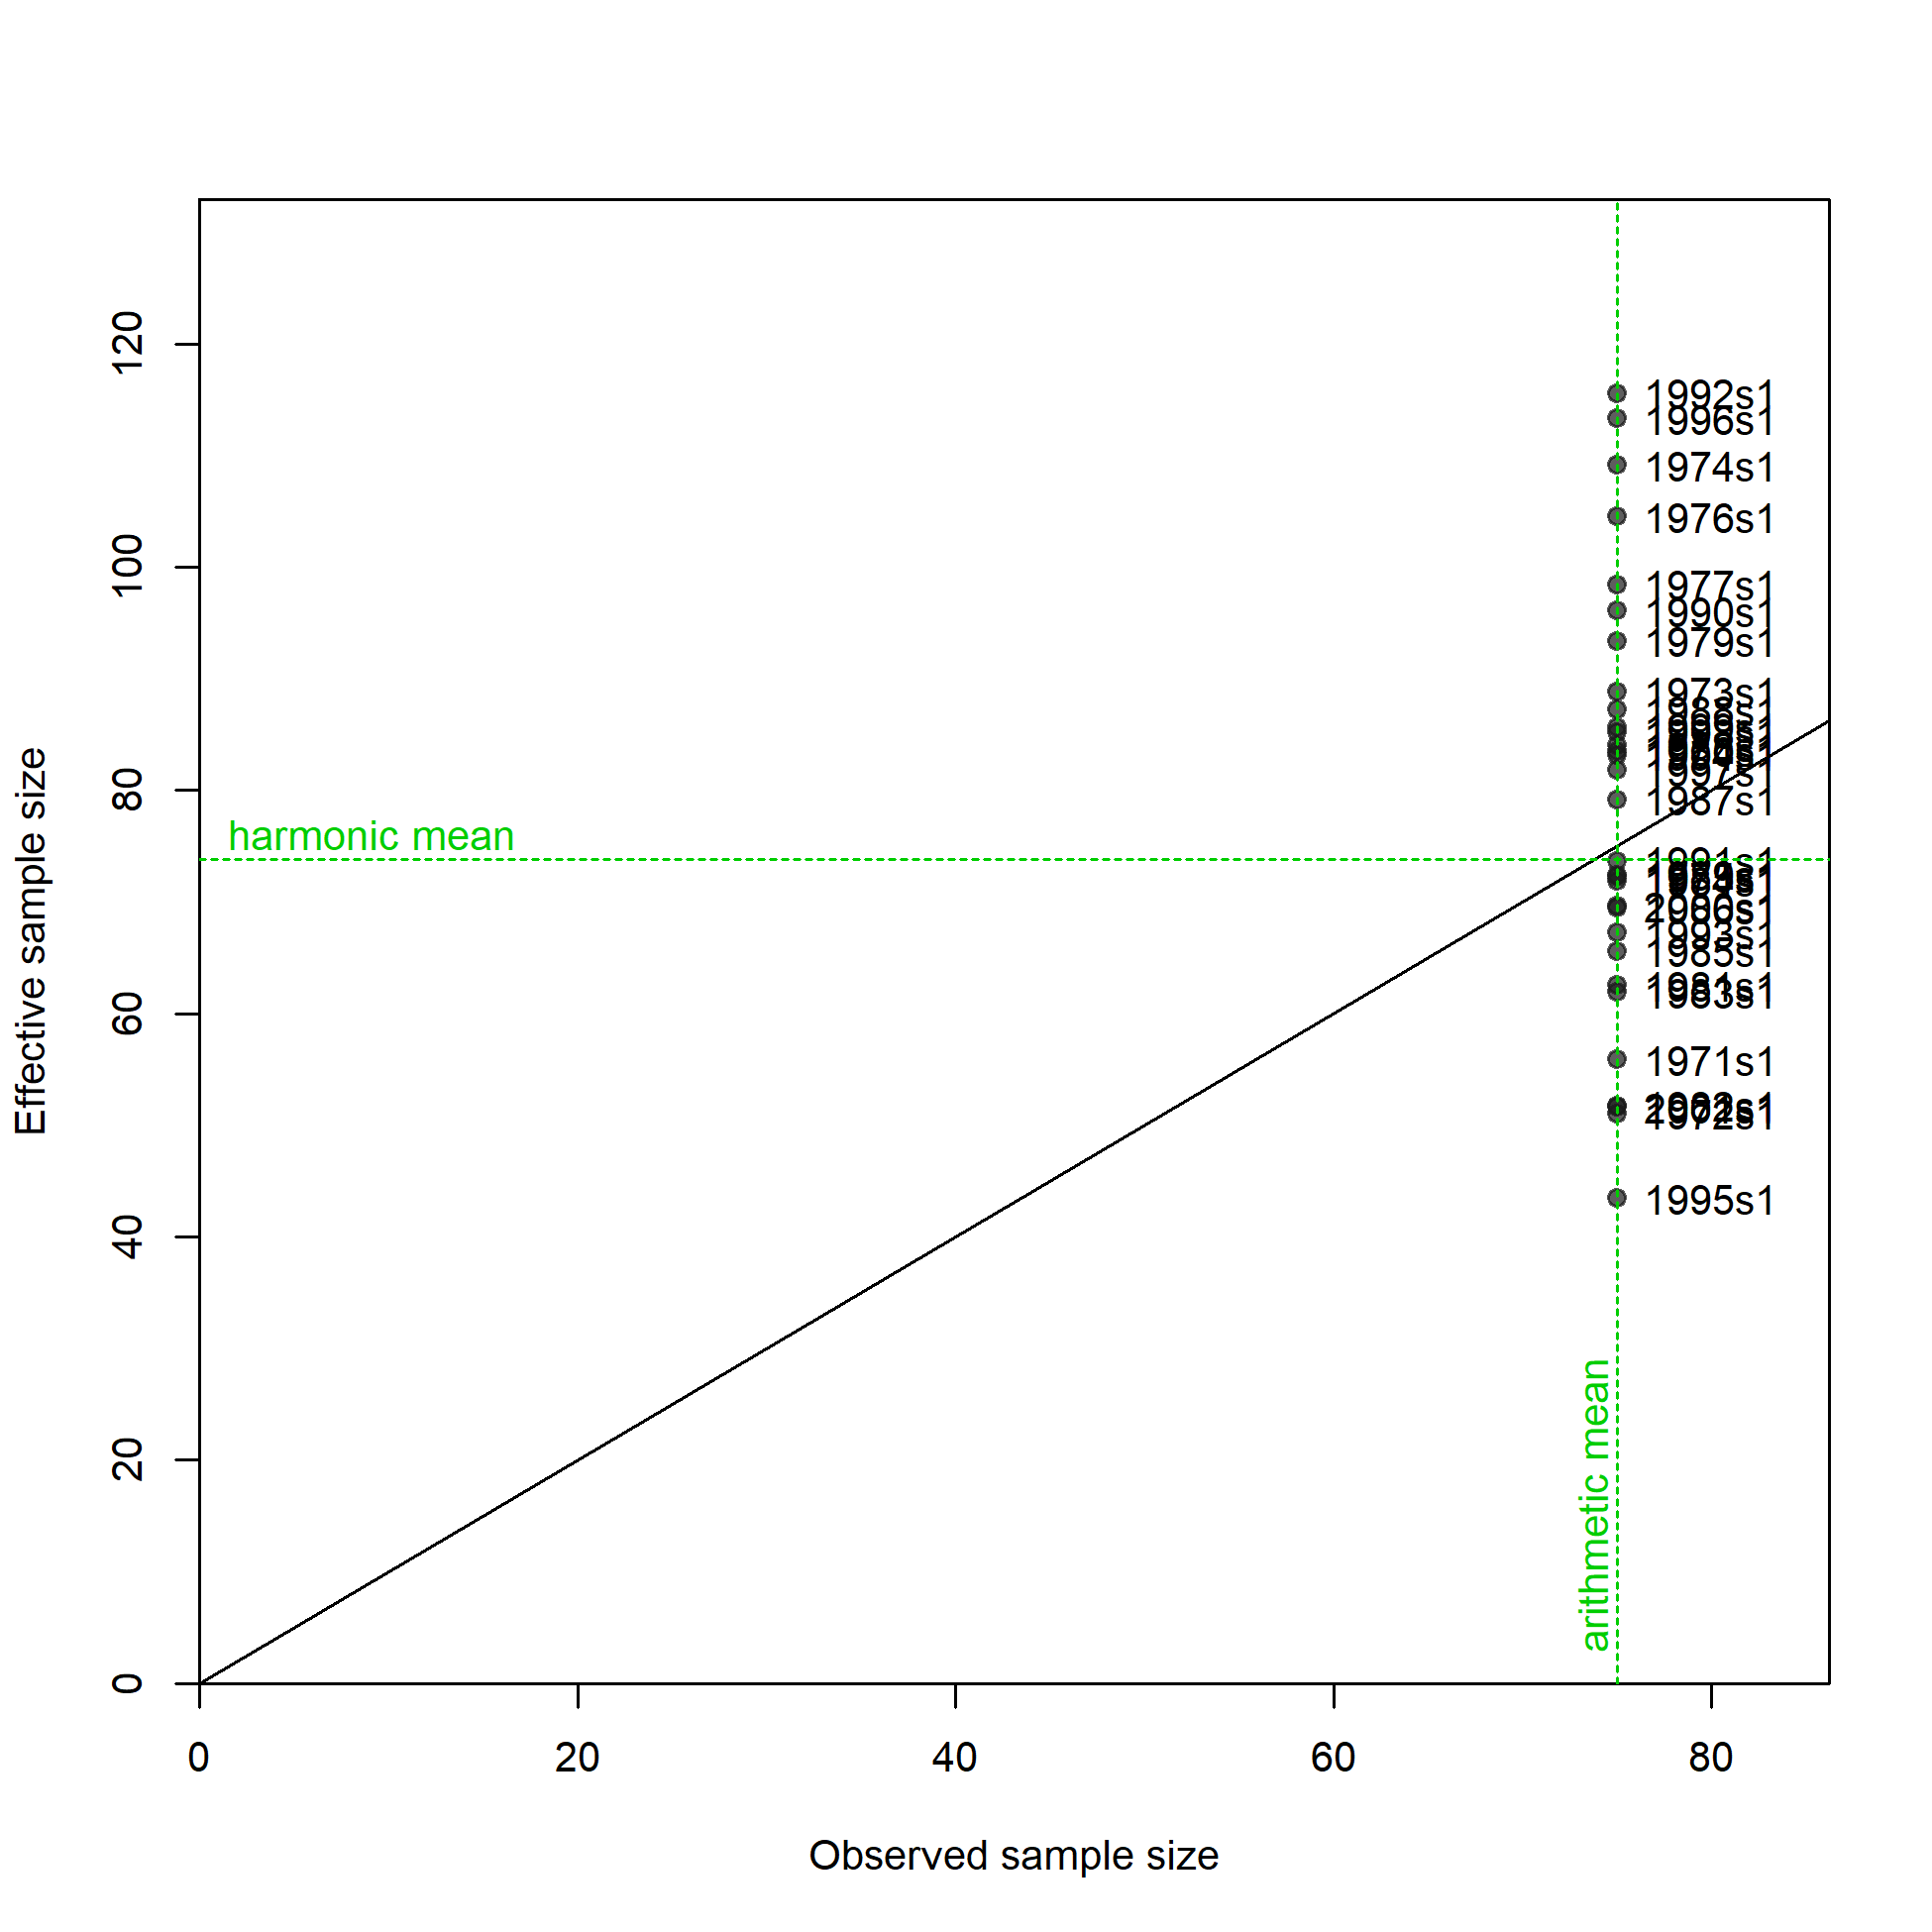 120
100
80
60
40
20
0
Effective sample size
harmonic mean
arithmetic mean
1992s1
1996s1
1974s1
1976s1
1977s1
1990s1
1979s1
1973s1
1988s1
1997s1
1987s1
1991s1
1993s1
1985s1
1981s1
1983s1
1971s1
1972s1
1995s1
0
20
40
60
80
Observed sample size